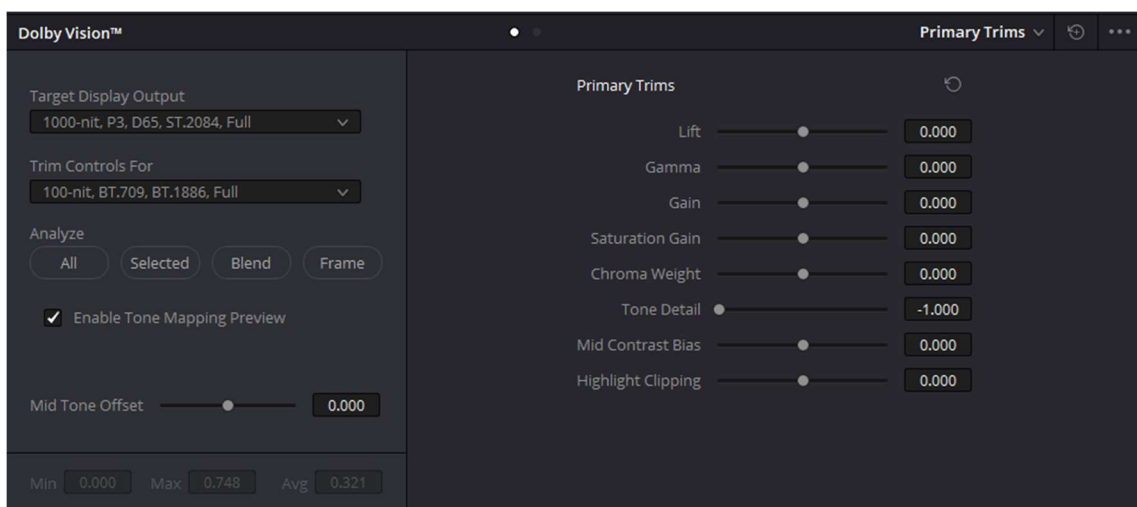 Dolby Vision™ Primary Trims
Target Display Output
1000-nit, P3, D65, ST.2084, Full
Trim Controls For
100-nit, BT.709, BT.1886, Full
Analyze
All Selected Blend Frame
Enable Tone Mapping Preview
Mid Tone Offset 0.000
Min 0.000 Max 0.748 Avg 0.321
Primary Trims
Lift 0.000
Gamma 0.000
Gain 0.000
Saturation Gain 0.000
Chroma Weight 0.000
Tone Detail -1.000
Mid Contrast Bias 0.000
Highlight Clipping 0.000